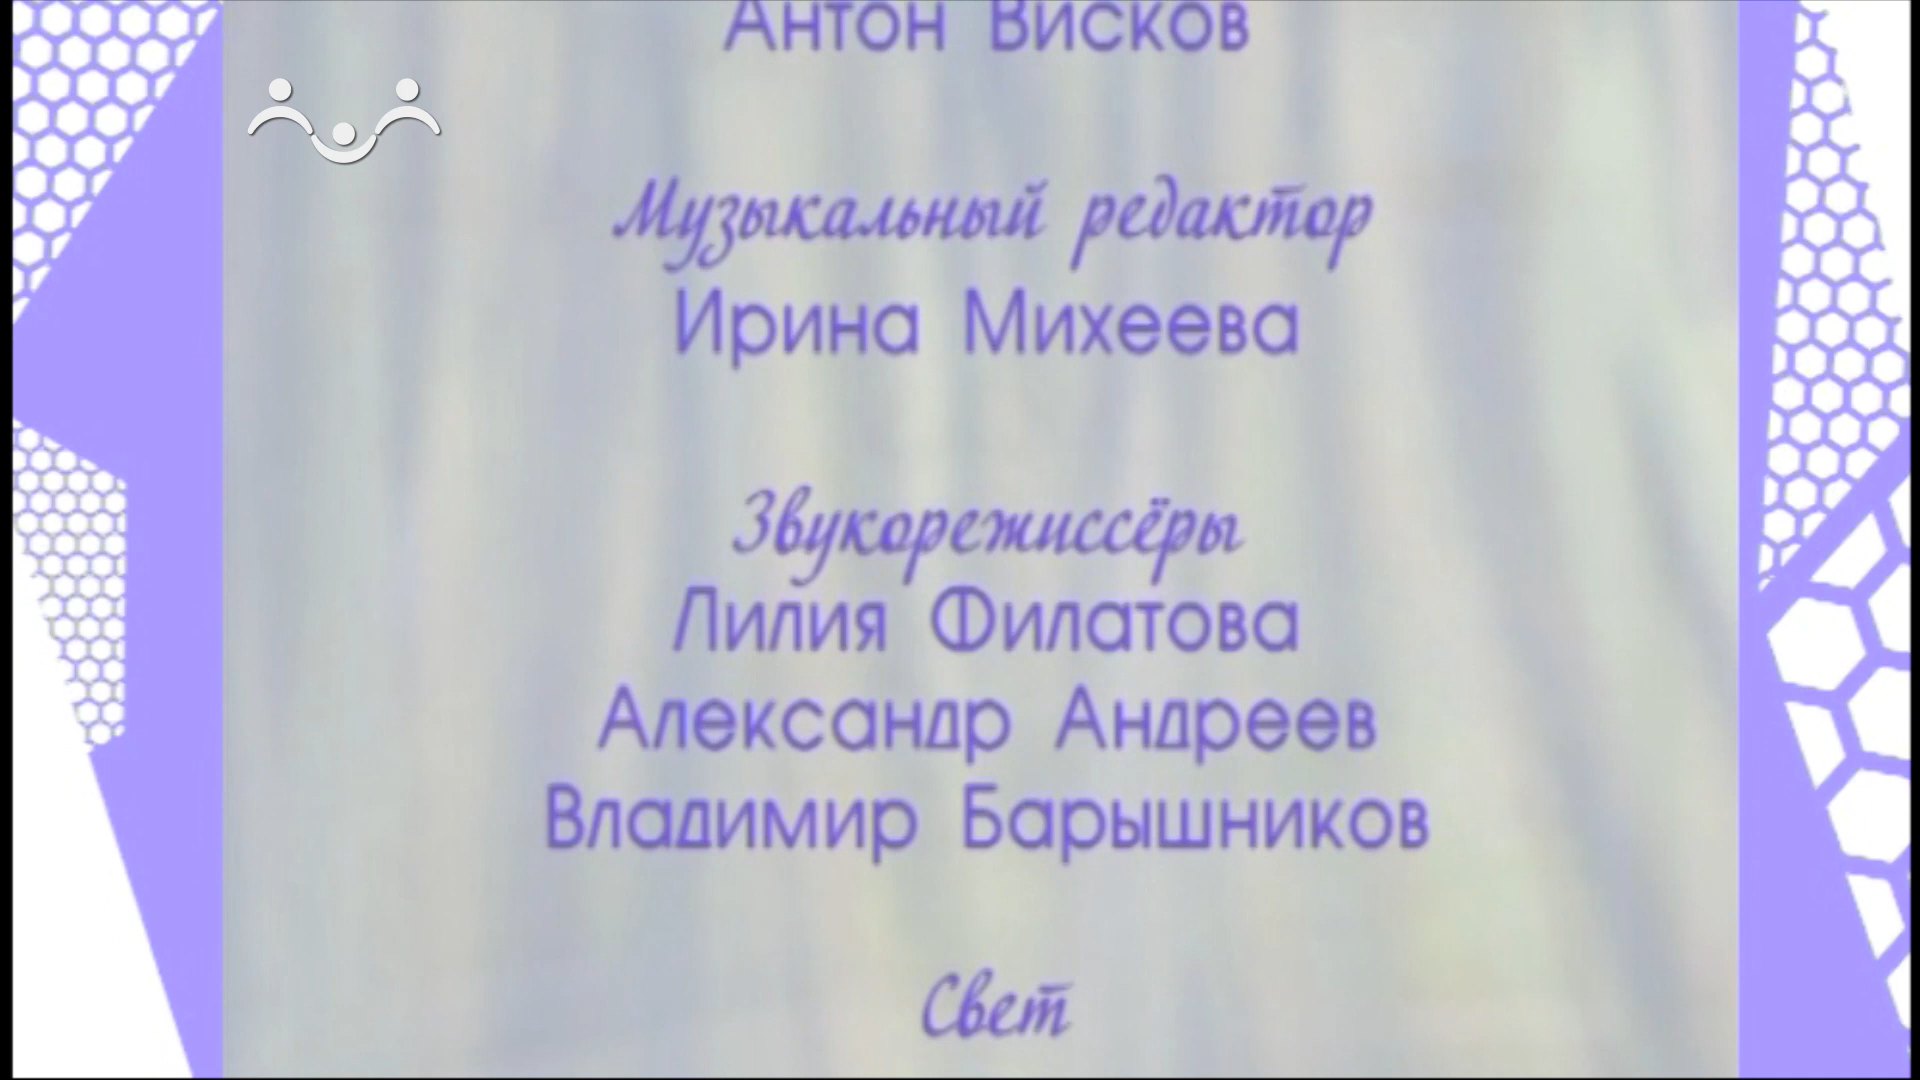 Антон Висков
Музыкальный редактор
Ирина Михеева
Звукорежиссёры
Лилия Филатова
Александр Андреев
Владимир Барышников
Свет